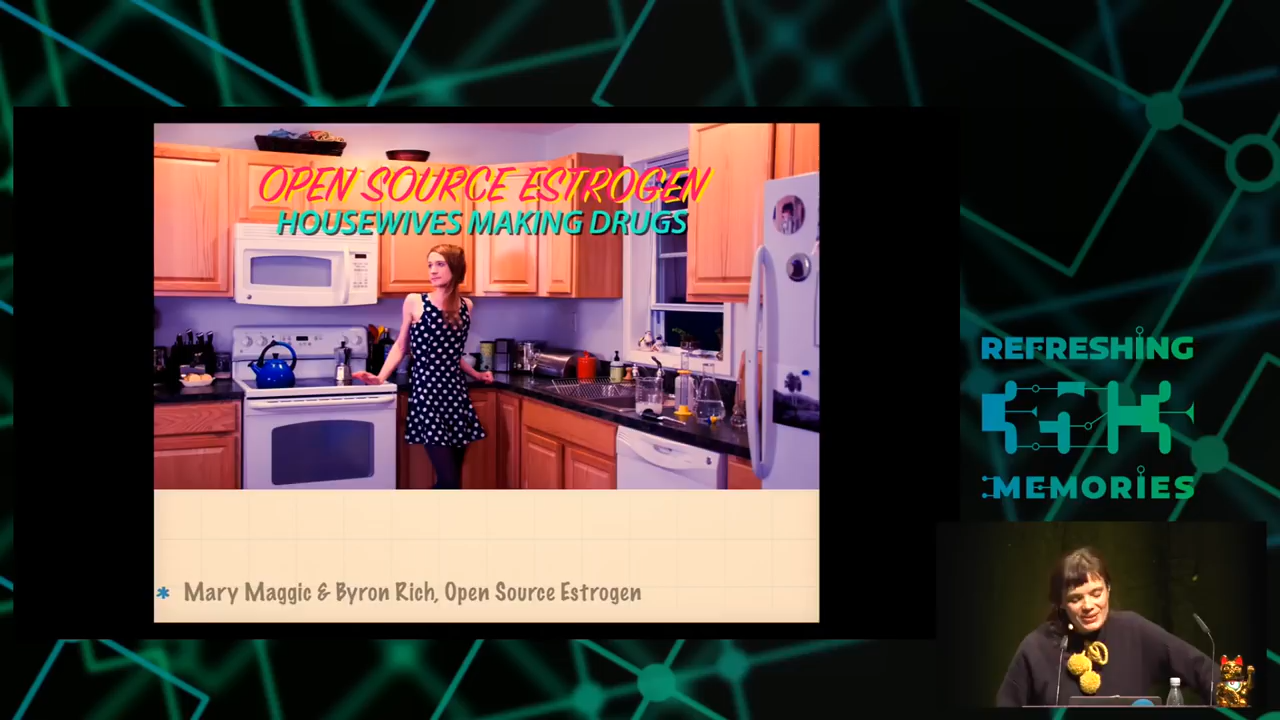 OPEN SOURCE ESTROGEN
HOUSEWIVES MAKING DRUGS
* Mary Maggic & Byron Rich, Open Source Estrogen
REFRESHING
MEMORIES